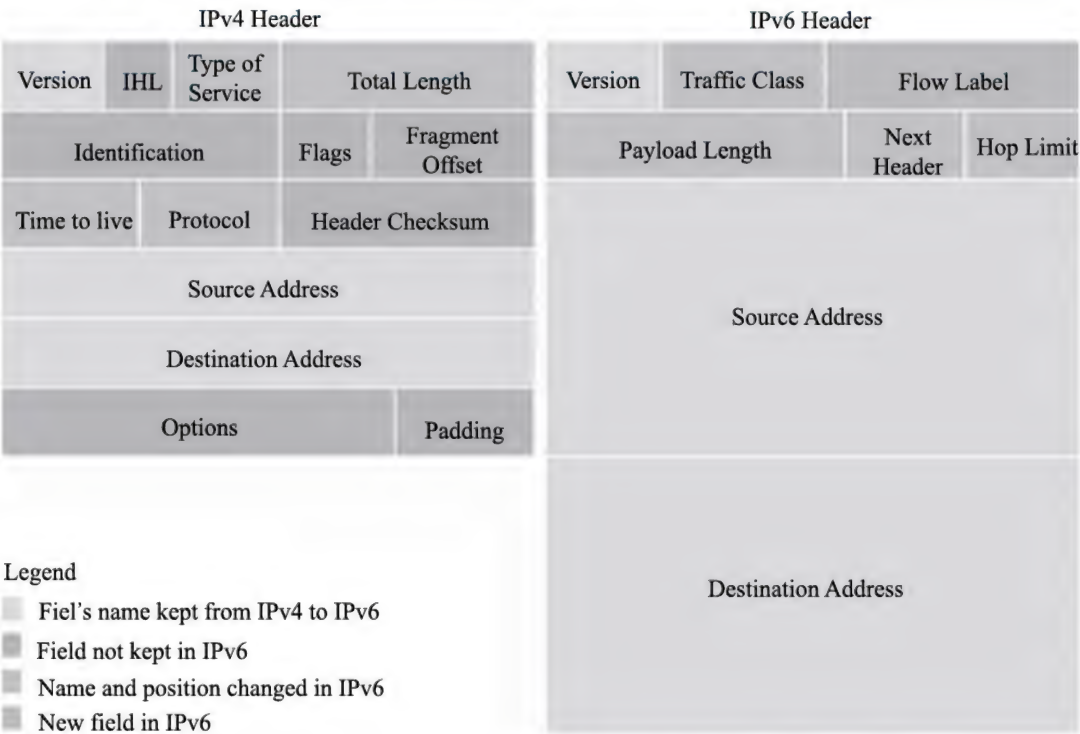 IPv4 Header
Version IHL Type of Service Total Length
Identification Flags Fragment Offset
Time to live Protocol Header Checksum
Source Address
Destination Address
Options Padding
Legend
Fiel's name kept from IPv4 to IPv6
Field not kept in IPv6
Name and position changed in IPv6
New field in IPv6
IPv6 Header
Version Traffic Class Flow Label
Payload Length Next Header Hop Limit
Source Address
Destination Address